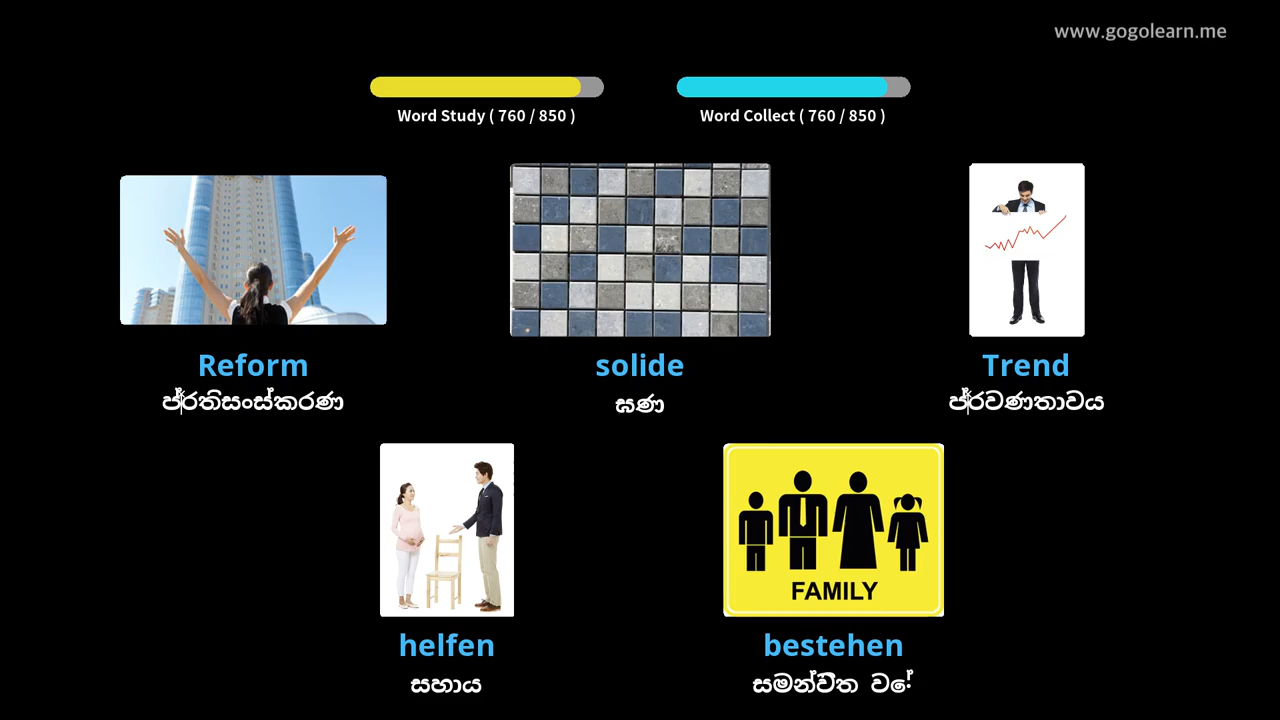 www.gogolearn.me
Word Study ( 760 / 850 )
Word Collect ( 760 / 850 )
Reform
solide
Trend
ප්‍රතිසංස්කරණ
ඝණ
ප්‍රවණතාවය
FAMILY
helfen
bestehen
සහාය
සමන්විත වේ